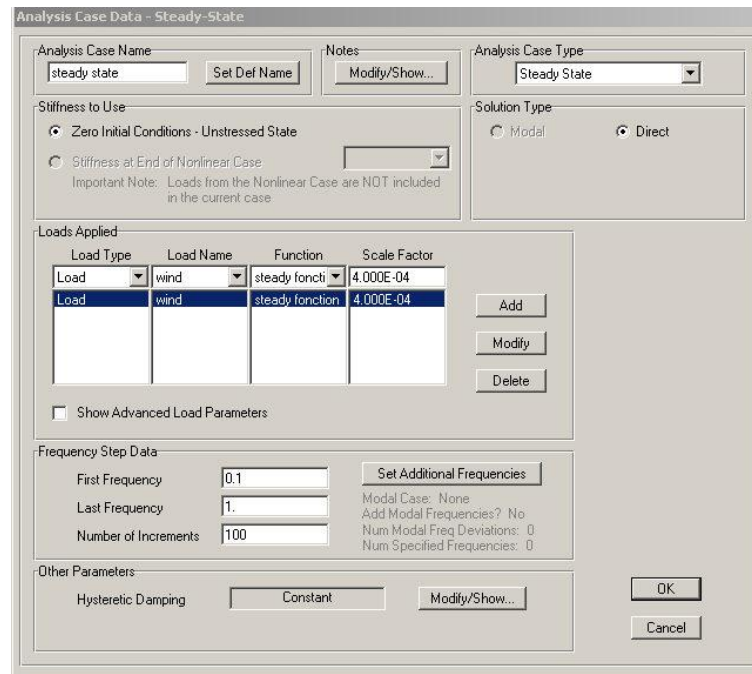 Analysis Case Data - Steady-State
Analysis Case Name
steady state
Set Def Name
Notes
Modify/Show...
Analysis Case Type
Steady State
Stiffness to Use
Zero Initial Conditions - Unstressed State
Stiffness at End of Nonlinear Case
Important Note: Loads from the Nonlinear Case are NOT included
in the current case
Solution Type
Modal Direct
Loads Applied
Load Type Load Name Function Scale Factor
Load wind steady foncti 4.000E-04
Load wind steady fonction 4.000E-04
Add
Modify
Delete
Show Advanced Load Parameters
Frequency Step Data
First Frequency 0.1
Last Frequency 1.
Number of Increments 100
Set Additional Frequencies
Modal Case: None
Add Modal Frequencies? No
Num Modal Freq Deviations: 0
Num Specified Frequencies: 0
Other Parameters
Hysteretic Damping Constant Modify/Show...
OK
Cancel